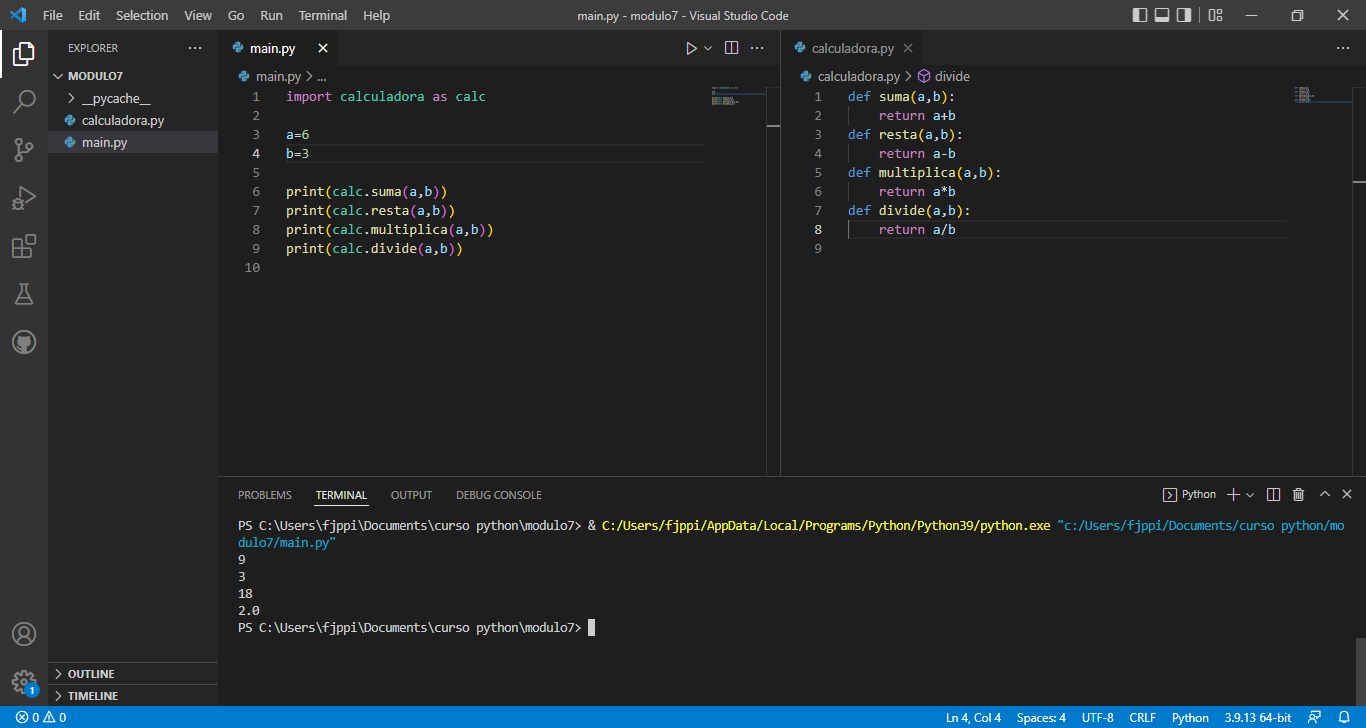 File Edit Selection View Go Run Terminal Help main.py - modulo7 - Visual Studio Code
EXPLORER ···
MODULO7
__pycache__
calculadora.py
main.py
OUTLINE
TIMELINE
main.py
main.py > ...
1 import calculadora as calc
2
3 a=6
4 b=3
5
6 print(calc.suma(a,b))
7 print(calc.resta(a,b))
8 print(calc.multiplica(a,b))
9 print(calc.divide(a,b))
10
calculadora.py
calculadora.py > divide
1 def suma(a,b):
2 return a+b
3 def resta(a,b):
4 return a-b
5 def multiplica(a,b):
6 return a*b
7 def divide(a,b):
8 return a/b
9
PROBLEMS TERMINAL OUTPUT DEBUG CONSOLE Python
PS C:\Users\fjppi\Documents\curso python\modulo7> & C:/Users/fjppi/AppData/Local/Programs/Python/Python39/python.exe "c:/Users/fjppi/Documents/curso python/mo
dulo7/main.py"
9
3
18
2.0
PS C:\Users\fjppi\Documents\curso python\modulo7>
1
0 0 Ln 4, Col 4 Spaces: 4 UTF-8 CRLF Python 3.9.13 64-bit